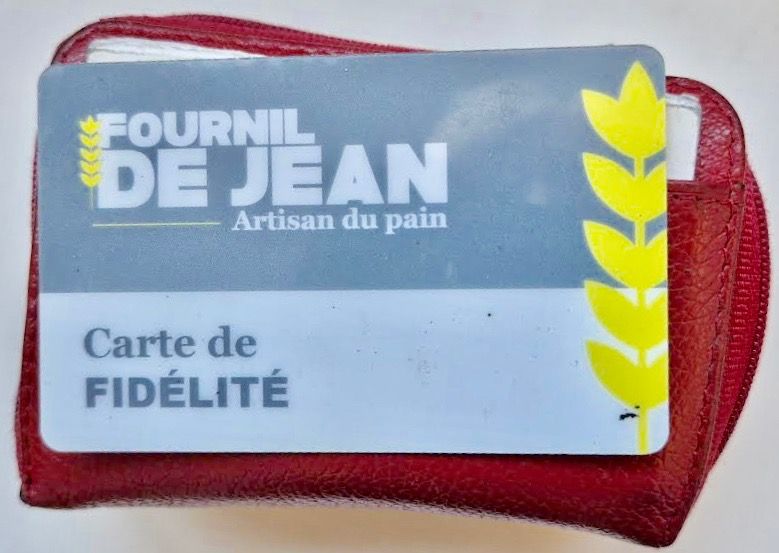 FOURNIL
DE JEAN
Artisan du pain
Carte de
FIDÉLITÉ